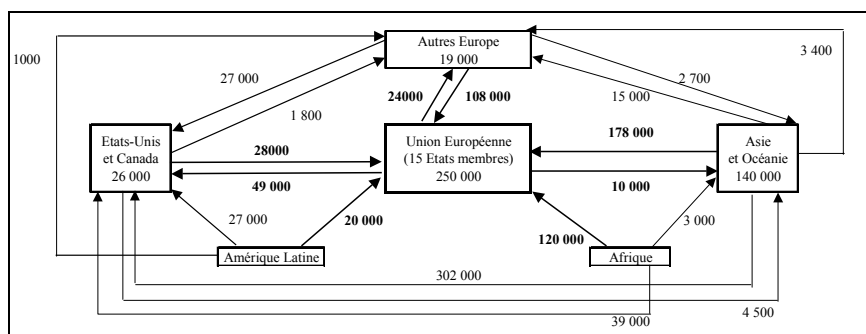 1000
Autres Europe
19 000
3 400
27 000
2 700
24000
108 000
15 000
1 800
178 000
Etats-Unis
et Canada
26 000
28000
49 000
Union Européenne
(15 Etats membres)
250 000
10 000
Asie
et Océanie
140 000
27 000
20 000
120 000
3 000
Amérique Latine
Afrique
302 000
4 500
39 000